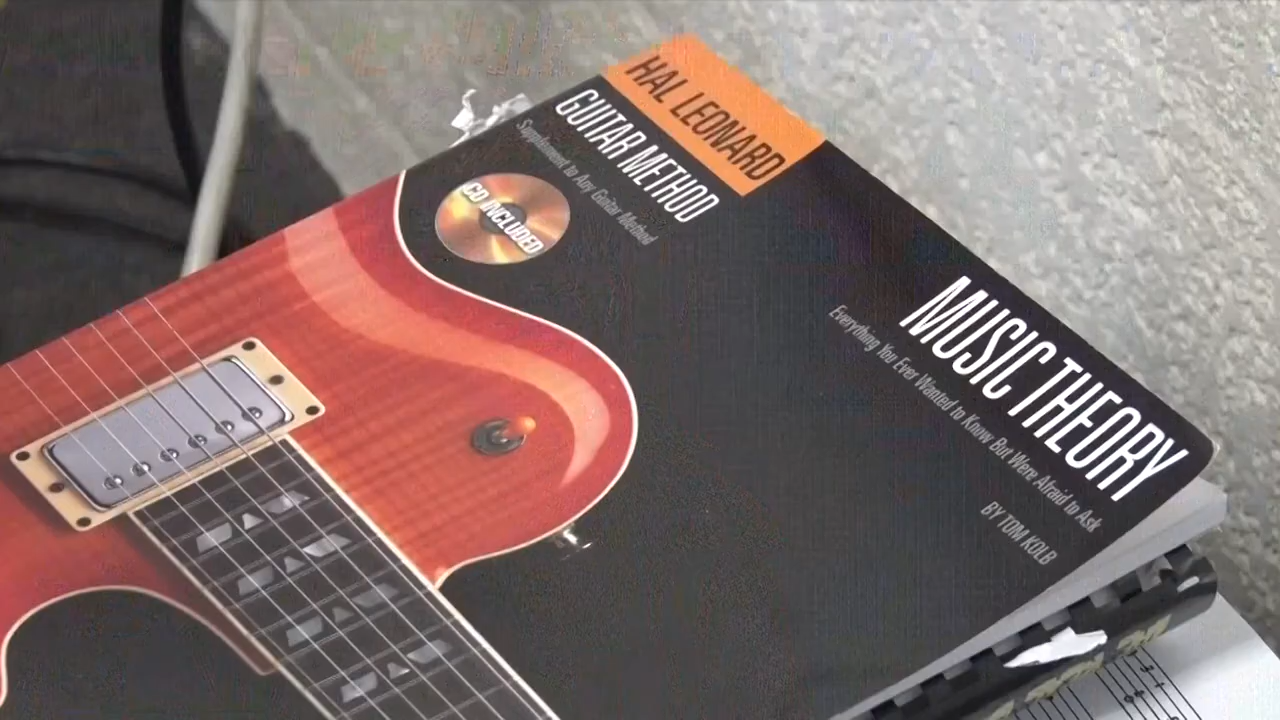 HAL LEONARD
GUITAR METHOD
Supplement to Any Guitar Method
CD INCLUDED
MUSIC THEORY
Everything You Ever Wanted to Know But Were Afraid to Ask
BY TOM KOLB